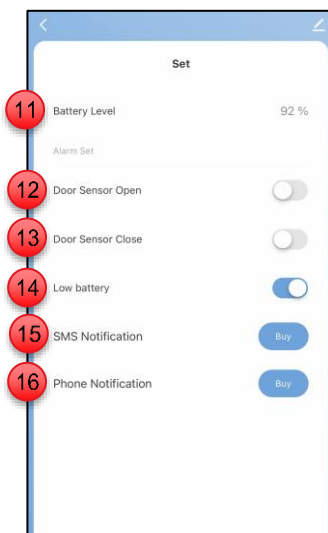 Set
11 Battery Level 92 %
Alarm Set
12 Door Sensor Open
13 Door Sensor Close
14 Low battery
15 SMS Notification Buy
16 Phone Notification Buy